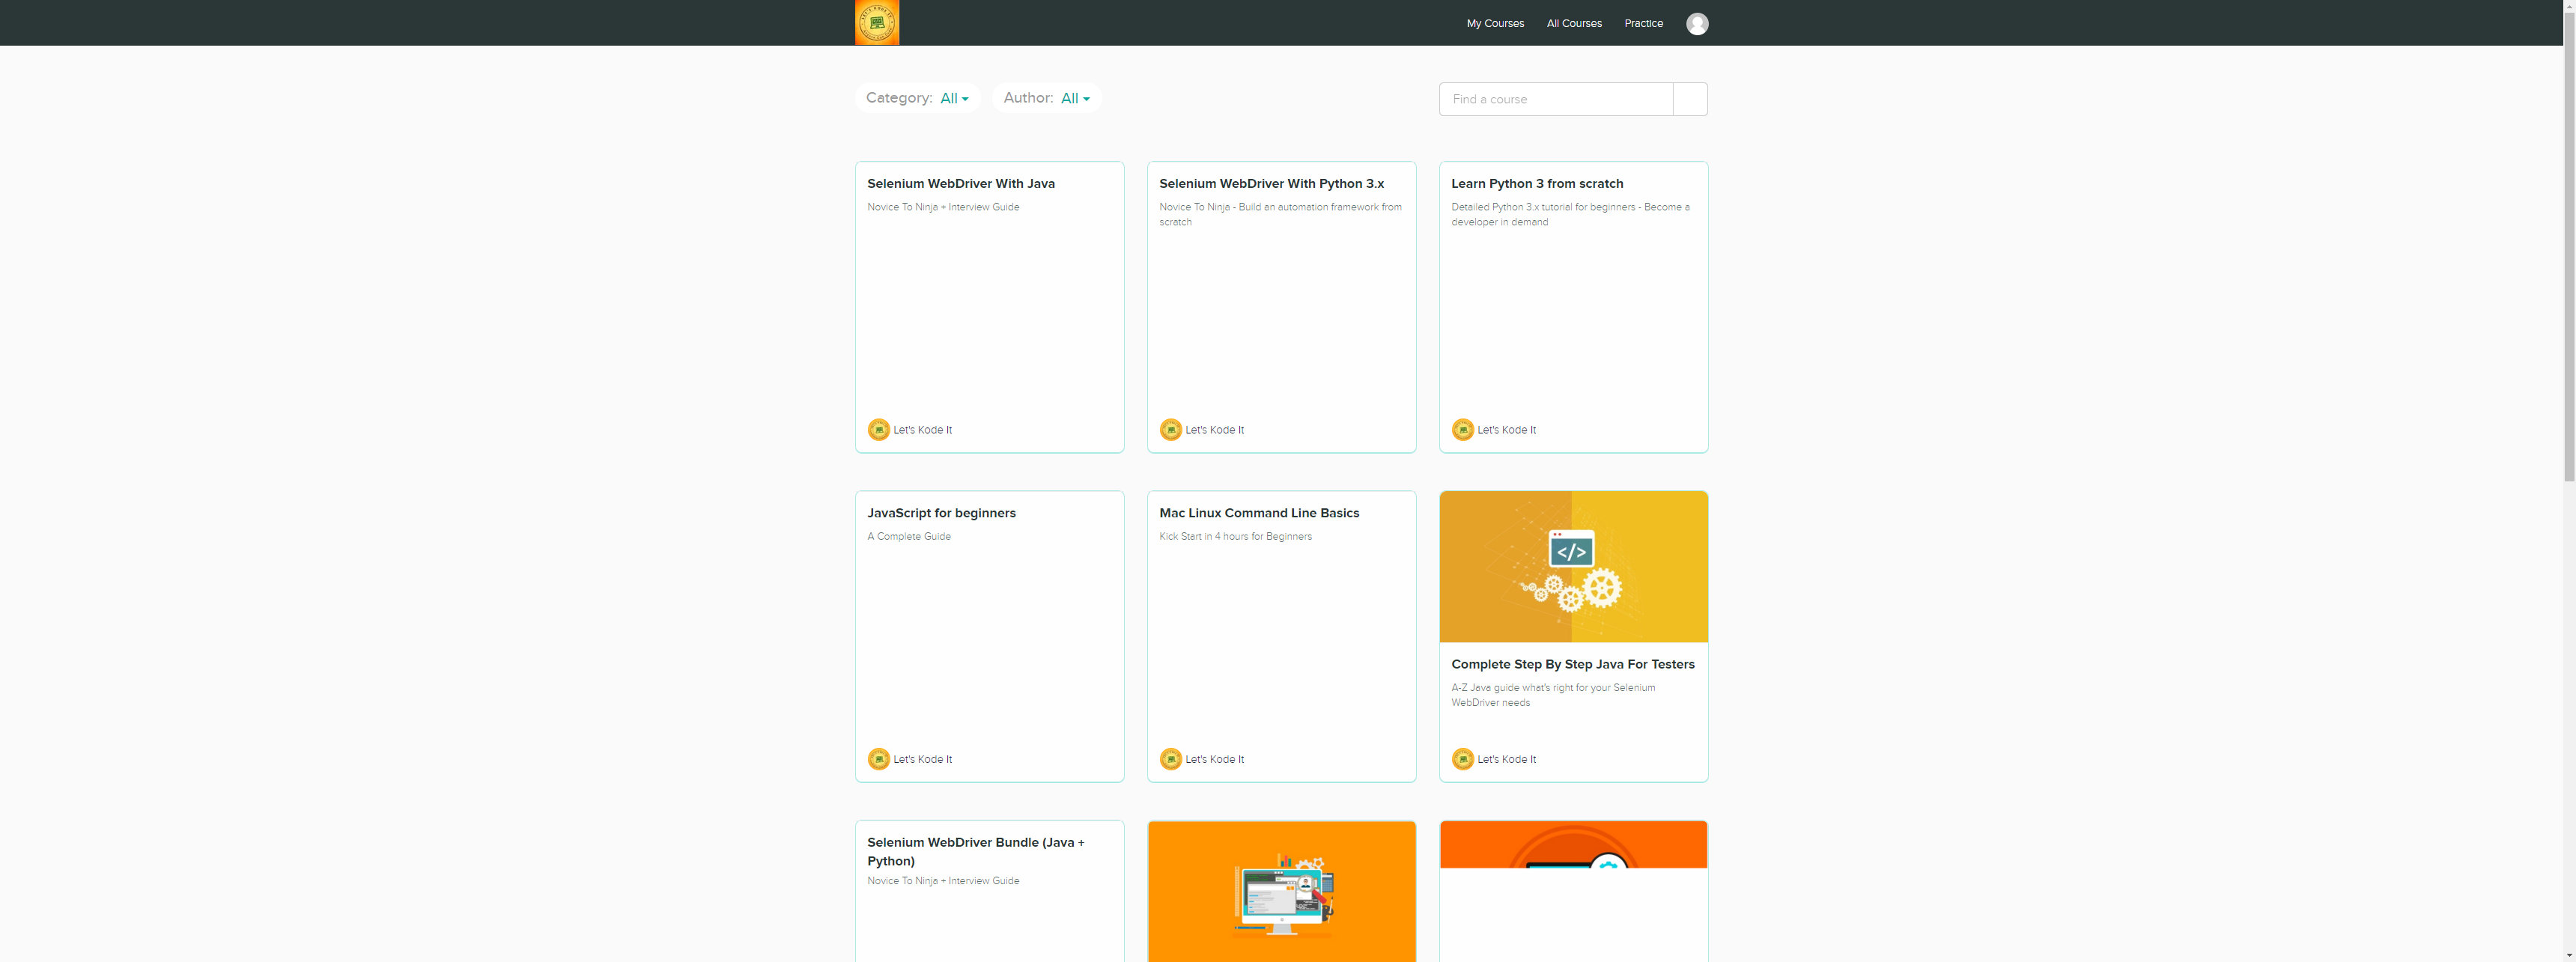 My Courses
All Courses
Practice
Category: All
Author: All
Find a course
Selenium WebDriver With Java
Novice To Ninja + Interview Guide
Let's Kode It
Selenium WebDriver With Python 3.x
Novice To Ninja - Build an automation framework from
scratch
Let's Kode It
Learn Python 3 from scratch
Detailed Python 3.x tutorial for beginners - Become a
developer in demand
Let's Kode It
JavaScript for beginners
A Complete Guide
Let's Kode It
Mac Linux Command Line Basics
Kick Start in 4 hours for Beginners
Let's Kode It
</>
Complete Step By Step Java For Testers
A-Z Java guide what's right for your Selenium
WebDriver needs
Let's Kode It
Selenium WebDriver Bundle (Java +
Python)
Novice To Ninja + Interview Guide